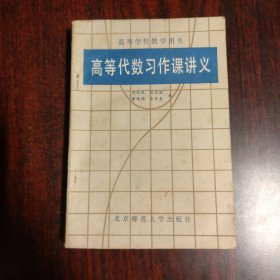 高等学校教学用书
高等代数习作课讲义
北京师范大学出版社